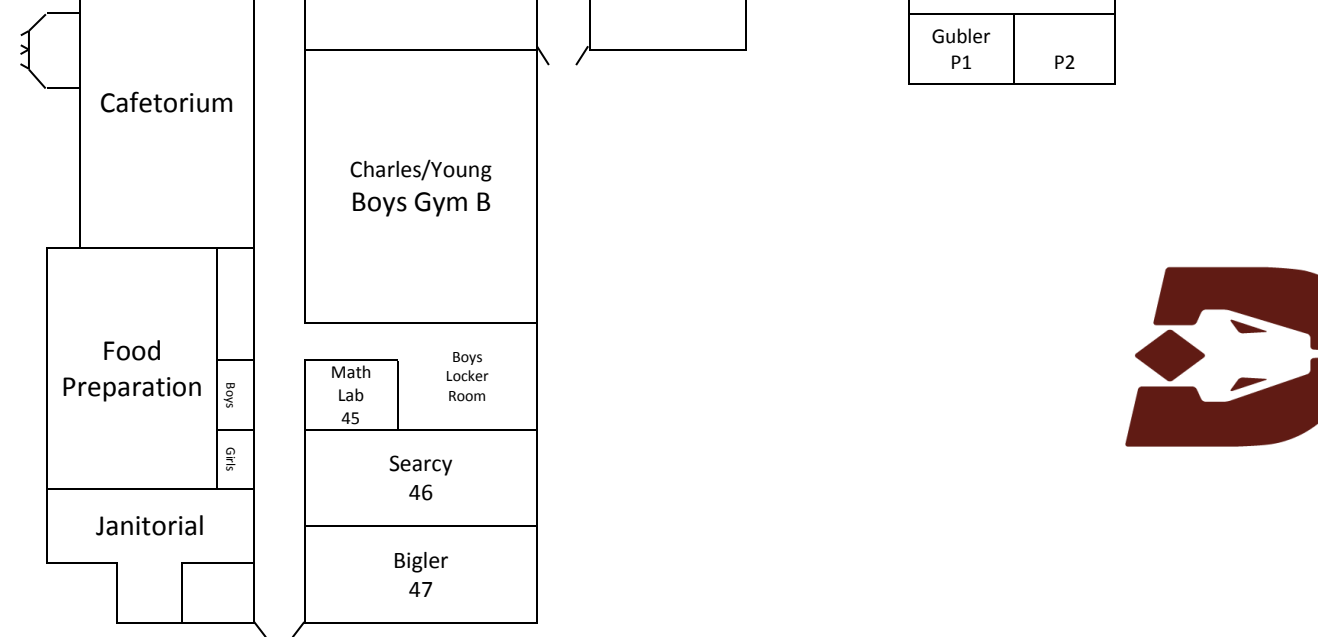 Gubler
P1
P2
Cafetorium
Charles/Young
Boys Gym B
Food
Preparation
Boys
Girls
Math
Lab
45
Boys
Locker
Room
Searcy
46
Janitorial
Bigler
47